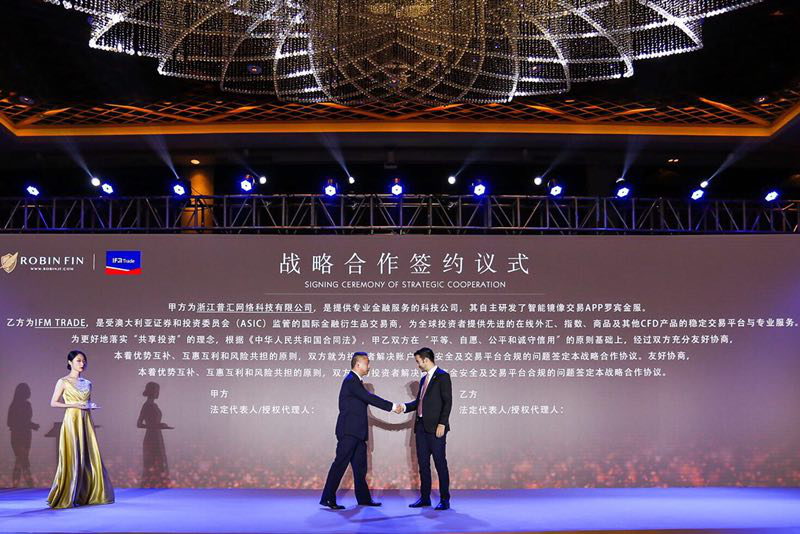 ROBIN FIN
WWW.ROBINJF.COM
IFM Trade
战略合作签约议式
SIGNING CEREMONY OF STRATEGIC COOPERATION
甲方为浙江普汇网络科技有限公司，是提供专业金融服务的科技公司，其自主研发了智能镜像交易APP罗宾金服。
乙方为IFM TRADE，是受澳大利亚证券和投资委员会（ASIC）监管的国际金融衍生品交易商，为全球投资者提供先进的在线外汇、指数、商品及其他CFD产品的稳定交易平台与专业服务。
为更好地落实“共享投资”的理念，根据《中华人民共和国合同法》，甲乙双方在“平等、自愿、公平和诚守信用”的原则基础上，经过双方充分友好协商，
本着优势互补、互惠互利和风险共担的原则，双方就为投资者解决账户 安全及交易平台合规的问题签定本战略合作协议。友好协商，
本着优势互补、互惠互利和风险共担的原则，双方 投资者解决 金安全及交易平台合规的问题签定本战略合作协议。
甲方 乙方
法定代表人/授权代理人： 法定代表人/授权代理人：